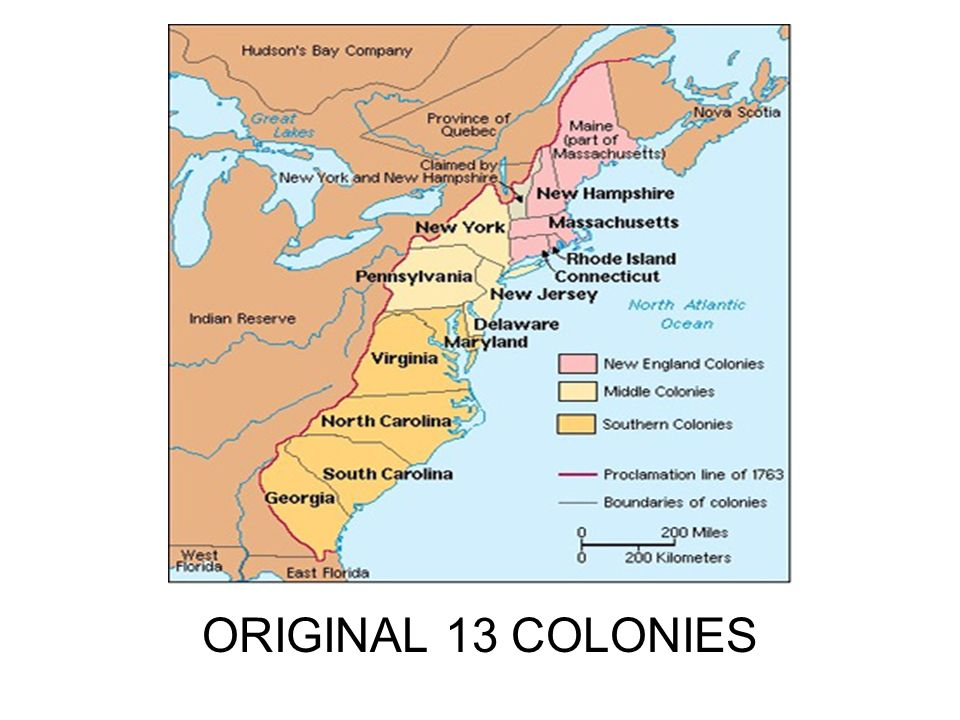 Hudson's Bay Company
Great
Lakes
Province of
Quebec
Nova Scotia
Maine
(part of
Massachusetts)
Claimed by
New York and New Hampshire
New Hampshire
New York
Massachusetts
Rhode Island
Connecticut
Pennsylvania
New Jersey
North Atlantic
Ocean
Indian Reserve
Delaware
Maryland
Virginia
New England Colonies
Middle Colonies
North Carolina
Southern Colonies
South Carolina
Proclamation line of 1763
Georgia
Boundaries of colonies
0 200 Miles
0 200 Kilometers
West
Florida
East Florida
ORIGINAL 13 COLONIES